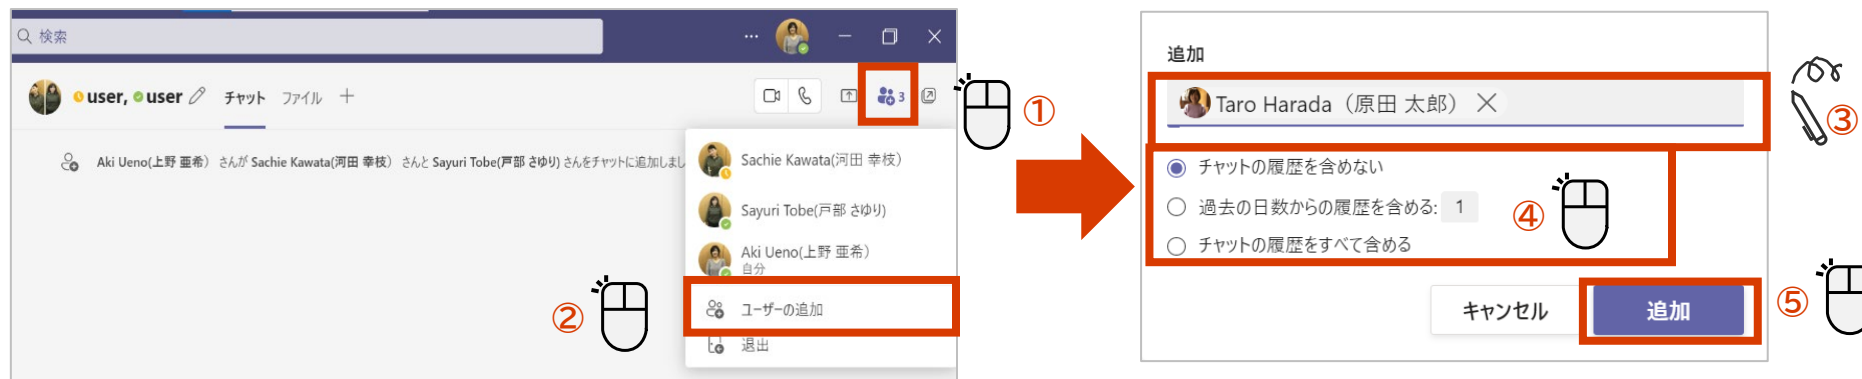 検索
user, user チャット ファイル
3
①
Aki Ueno(上野 亜希) さんが Sachie Kawata(河田 幸枝) さんと Sayuri Tobe(戸部 さゆり) さんをチャットに追加しまし
Sachie Kawata(河田 幸枝)
Sayuri Tobe(戸部 さゆり)
Aki Ueno(上野 亜希)
自分
②
ユーザーの追加
退出
追加
Taro Harada（原田 太郎）
③
チャットの履歴を含めない
過去の日数からの履歴を含める: 1
④
チャットの履歴をすべて含める
キャンセル 追加
⑤